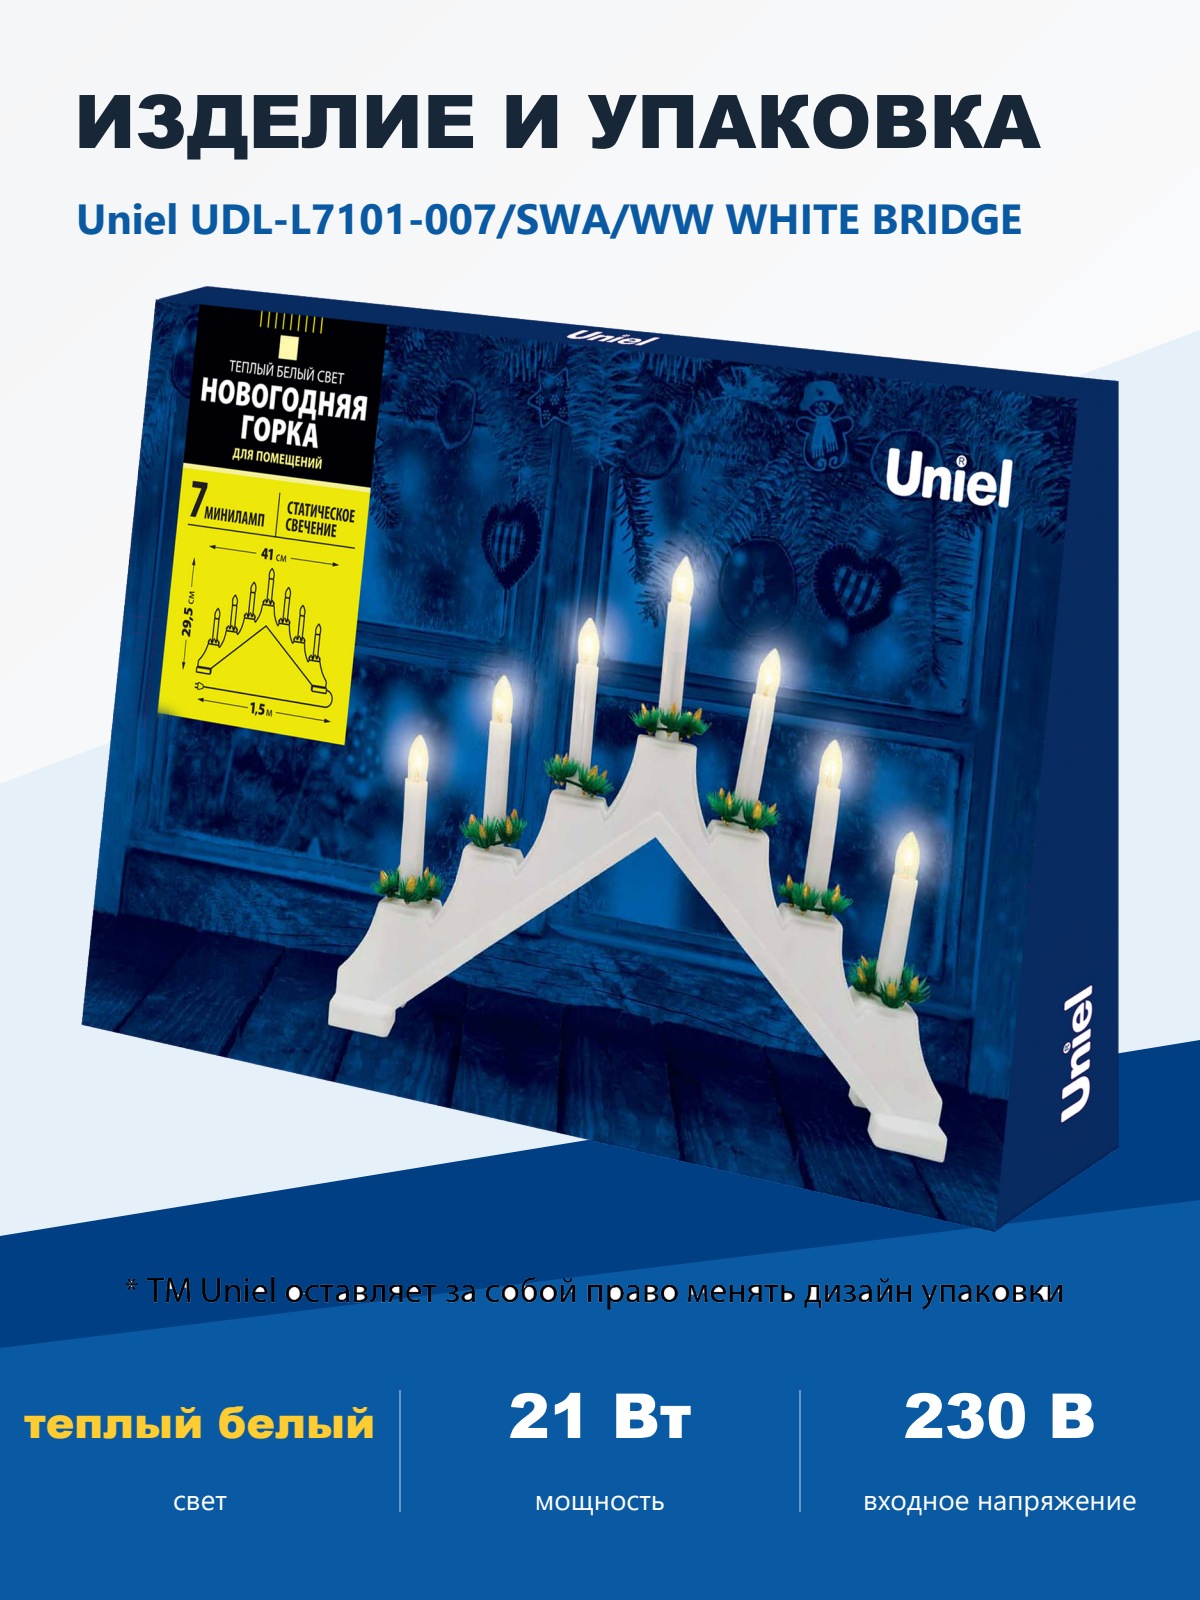 ИЗДЕЛИЕ И УПАКОВКА
Uniel UDL-L7101-007/SWA/WW WHITE BRIDGE
Uniel
ТЕПЛЫЙ БЕЛЫЙ СВЕТ
НОВОГОДНЯЯ
ГОРКА
ДЛЯ ПОМЕЩЕНИЙ
7 МИНИЛАМП
СТАТИЧЕСКОЕ
СВЕЧЕНИЕ
41 СМ
29,5 СМ
1,5 М
Uniel®
Uniel®
* ТМ Uniel оставляет за собой право менять дизайн упаковки
теплый белый
свет
21 Вт
мощность
230 В
входное напряжение